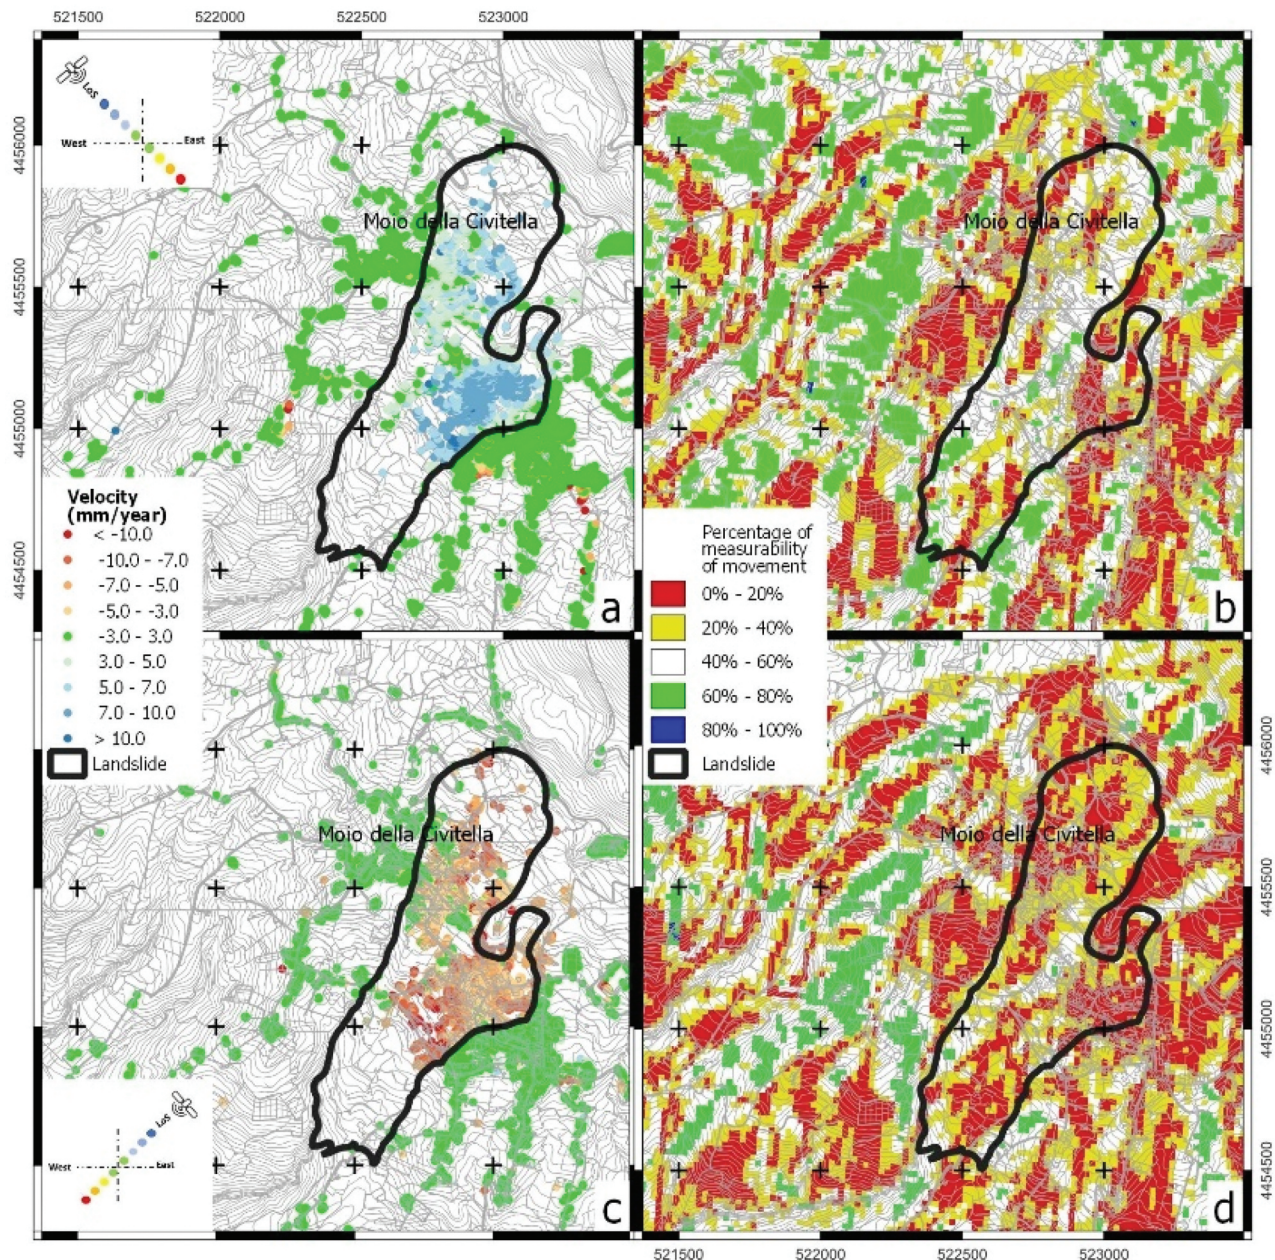 521500 522000 522500 523000
4456000
4455500
4455000
4454500
LoS
West East
Moio della Civitella
Velocity
(mm/year)
< -10.0
-10.0 - -7.0
-7.0 - -5.0
-5.0 - -3.0
-3.0 - 3.0
3.0 - 5.0
5.0 - 7.0
7.0 - 10.0
> 10.0
Landslide
a
Moio della Civitella
Percentage of
measurability
of movement
0% - 20%
20% - 40%
40% - 60%
60% - 80%
80% - 100%
Landslide
b
Moio della Civitella
LoS
West East
c
Moio della Civitella
d
4456000
4455500
4455000
4454500
521500 522000 522500 523000